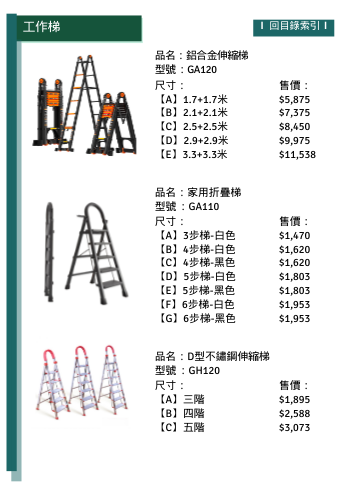 工作梯
回目錄索引
品名：鋁合金伸縮梯
型號：GA120
尺寸： 售價：
【A】1.7+1.7米 $5,875
【B】2.1+2.1米 $7,375
【C】2.5+2.5米 $8,450
【D】2.9+2.9米 $9,975
【E】3.3+3.3米 $11,538
品名：家用折疊梯
型號：GA110
尺寸： 售價：
【A】3步梯-白色 $1,470
【B】4步梯-白色 $1,620
【C】4步梯-黑色 $1,620
【D】5步梯-白色 $1,803
【E】5步梯-黑色 $1,803
【F】6步梯-白色 $1,953
【G】6步梯-黑色 $1,953
品名：D型不鏽鋼伸縮梯
型號：GH120
尺寸： 售價：
【A】三階 $1,895
【B】四階 $2,588
【C】五階 $3,073